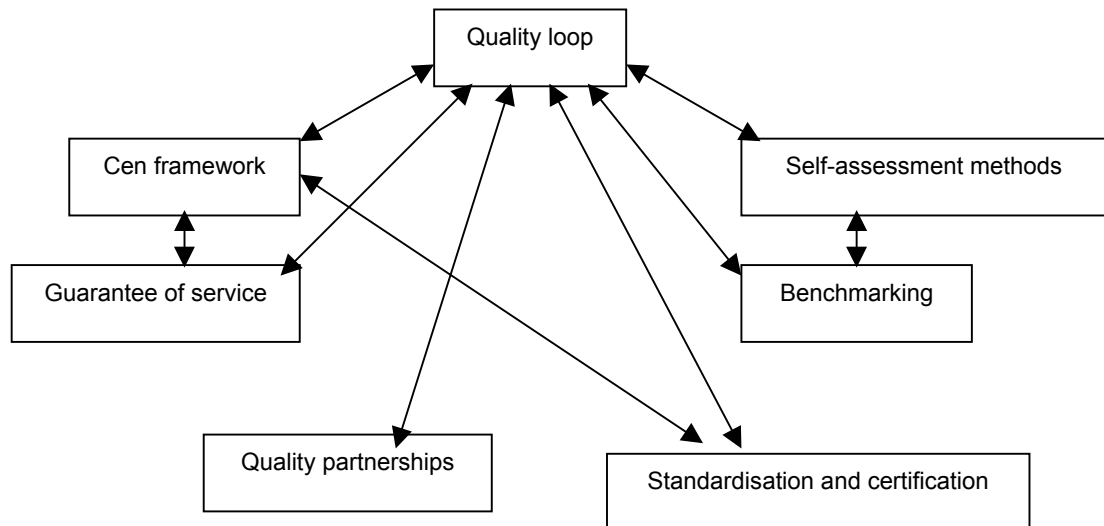 Quality loop
Cen framework
Self-assessment methods
Guarantee of service
Benchmarking
Quality partnerships
Standardisation and certification